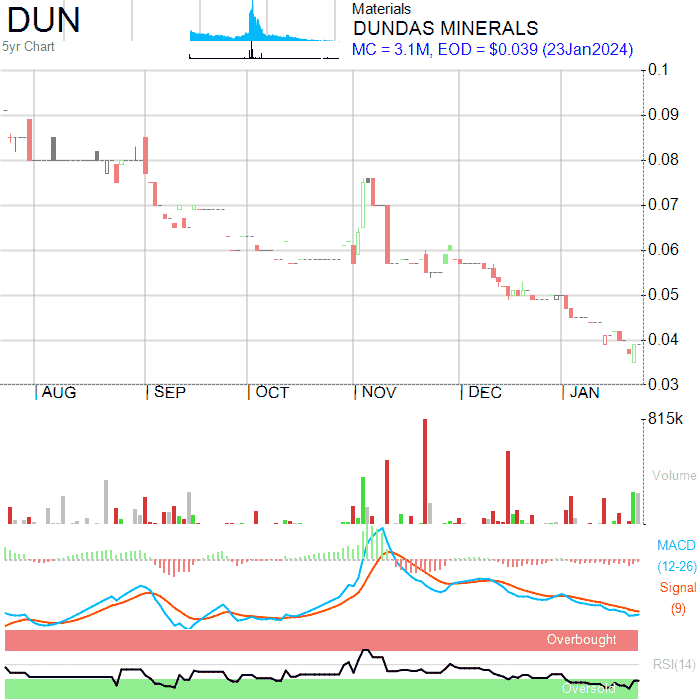 DUN
5yr Chart
Materials
DUNDAS MINERALS
MC = 3.1M, EOD = $0.039 (23Jan2024)
0.1
0.09
0.08
0.07
0.06
0.05
0.04
0.03
AUG SEP OCT NOV DEC JAN
815k
Volume
MACD
(12-26)
Signal
(9)
Overbought
RSI(14)
Oversold